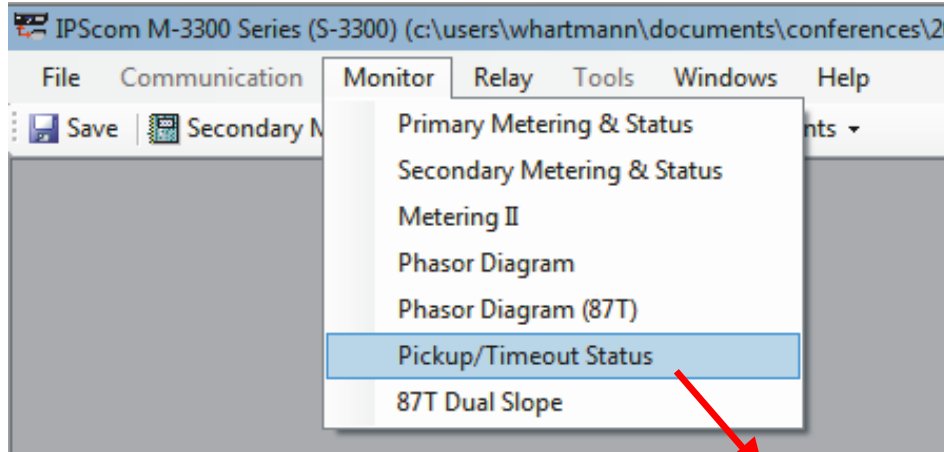 IPScom M-3300 Series (S-3300) (c:\users\whartmann\documents\conferences\2
File Communication Monitor Relay Tools Windows Help
Save Secondary
Primary Metering & Status
Secondary Metering & Status
Metering II
Phasor Diagram
Phasor Diagram (87T)
Pickup/Timeout Status
87T Dual Slope